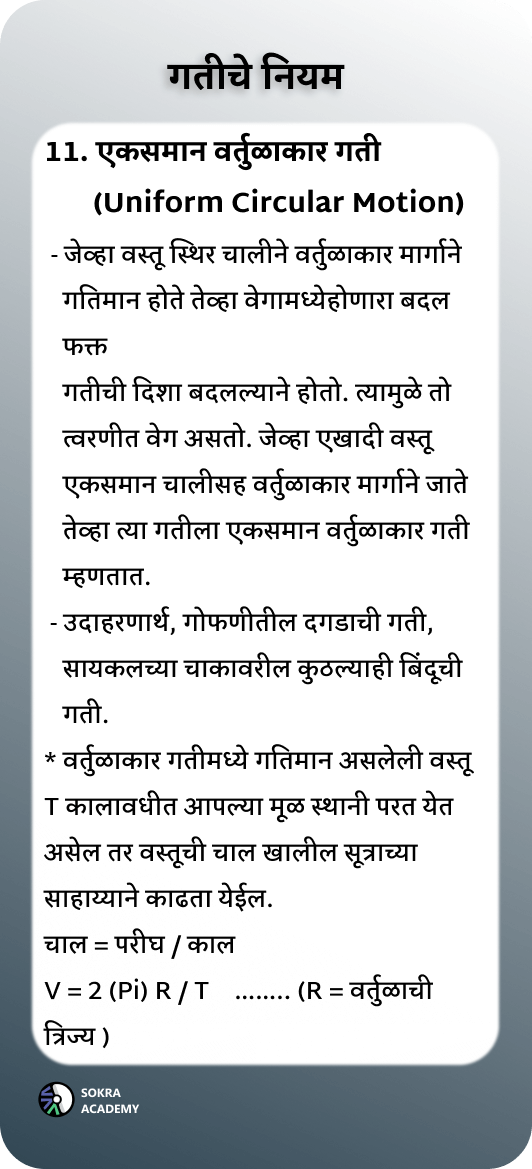 गतीचे नियम
11. एकसमान वर्तुळाकार गती
(Uniform Circular Motion)
- जेव्हा वस्तू स्थिर चालीने वर्तुळाकार मार्गाने
गतिमान होते तेव्हा वेगामध्येहोणारा बदल
फक्त
गतीची दिशा बदलल्याने होतो. त्यामुळे तो
त्वरणीत वेग असतो. जेव्हा एखादी वस्तू
एकसमान चालीसह वर्तुळाकार मार्गाने जाते
तेव्हा त्या गतीला एकसमान वर्तुळाकार गती
म्हणतात.
- उदाहरणार्थ, गोफणीतील दगडाची गती,
सायकलच्या चाकावरील कुठल्याही बिंदूची
गती.
* वर्तुळाकार गतीमध्ये गतिमान असलेली वस्तू
T कालावधीत आपल्या मूळ स्थानी परत येत
असेल तर वस्तूची चाल खालील सूत्राच्या
साहाय्याने काढता येईल.
चाल = परीघ / काल
V = 2 (Pi) R / T ........ (R = वर्तुळाची
त्रिज्य )
SOKRA
ACADEMY